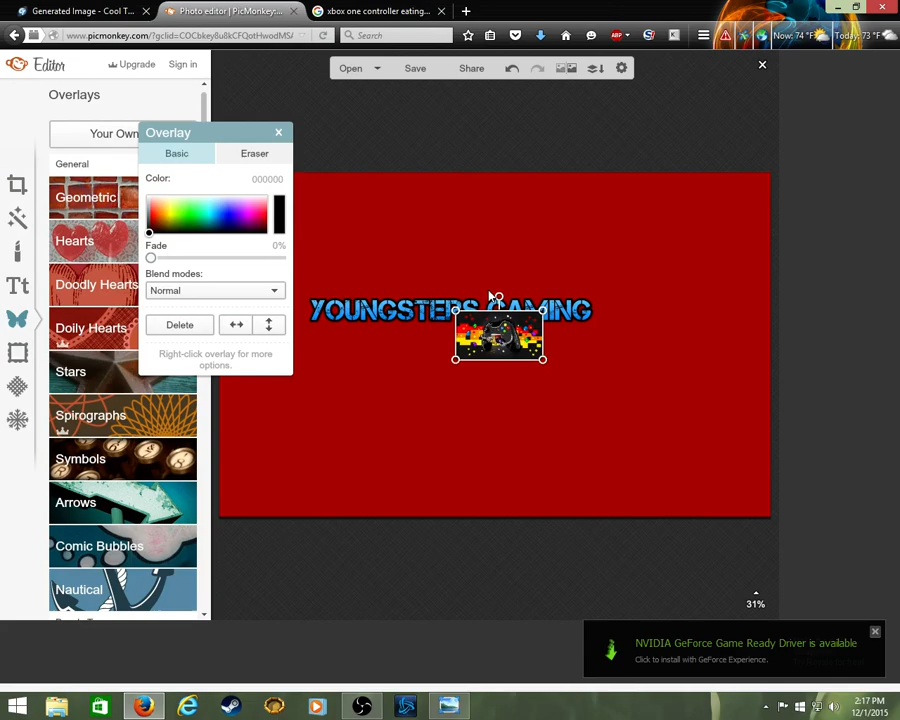 Generated Image - Cool T...
Photo editor | PicMonkey:...
xbox one controller eating...
www.picmonkey.com/?gclid=COCbkey8u8kCFQotHwodMSA
Search
ABP
Now: 74°F
Today: 73°F
Editor
Upgrade
Sign in
Open
Save
Share
Overlays
Your Own
General
Geometric
Hearts
Doodly Hearts
Doily Hearts
Stars
Spirographs
Symbols
Arrows
Comic Bubbles
Nautical
Overlay
Basic
Eraser
Color:
000000
Fade
0%
Blend modes:
Normal
Delete
Right-click overlay for more
options.
YOUNGSTERS GAMING
31%
NVIDIA GeForce Game Ready Driver is available
Click to install with GeForce Experience.
2:17 PM
12/1/2015